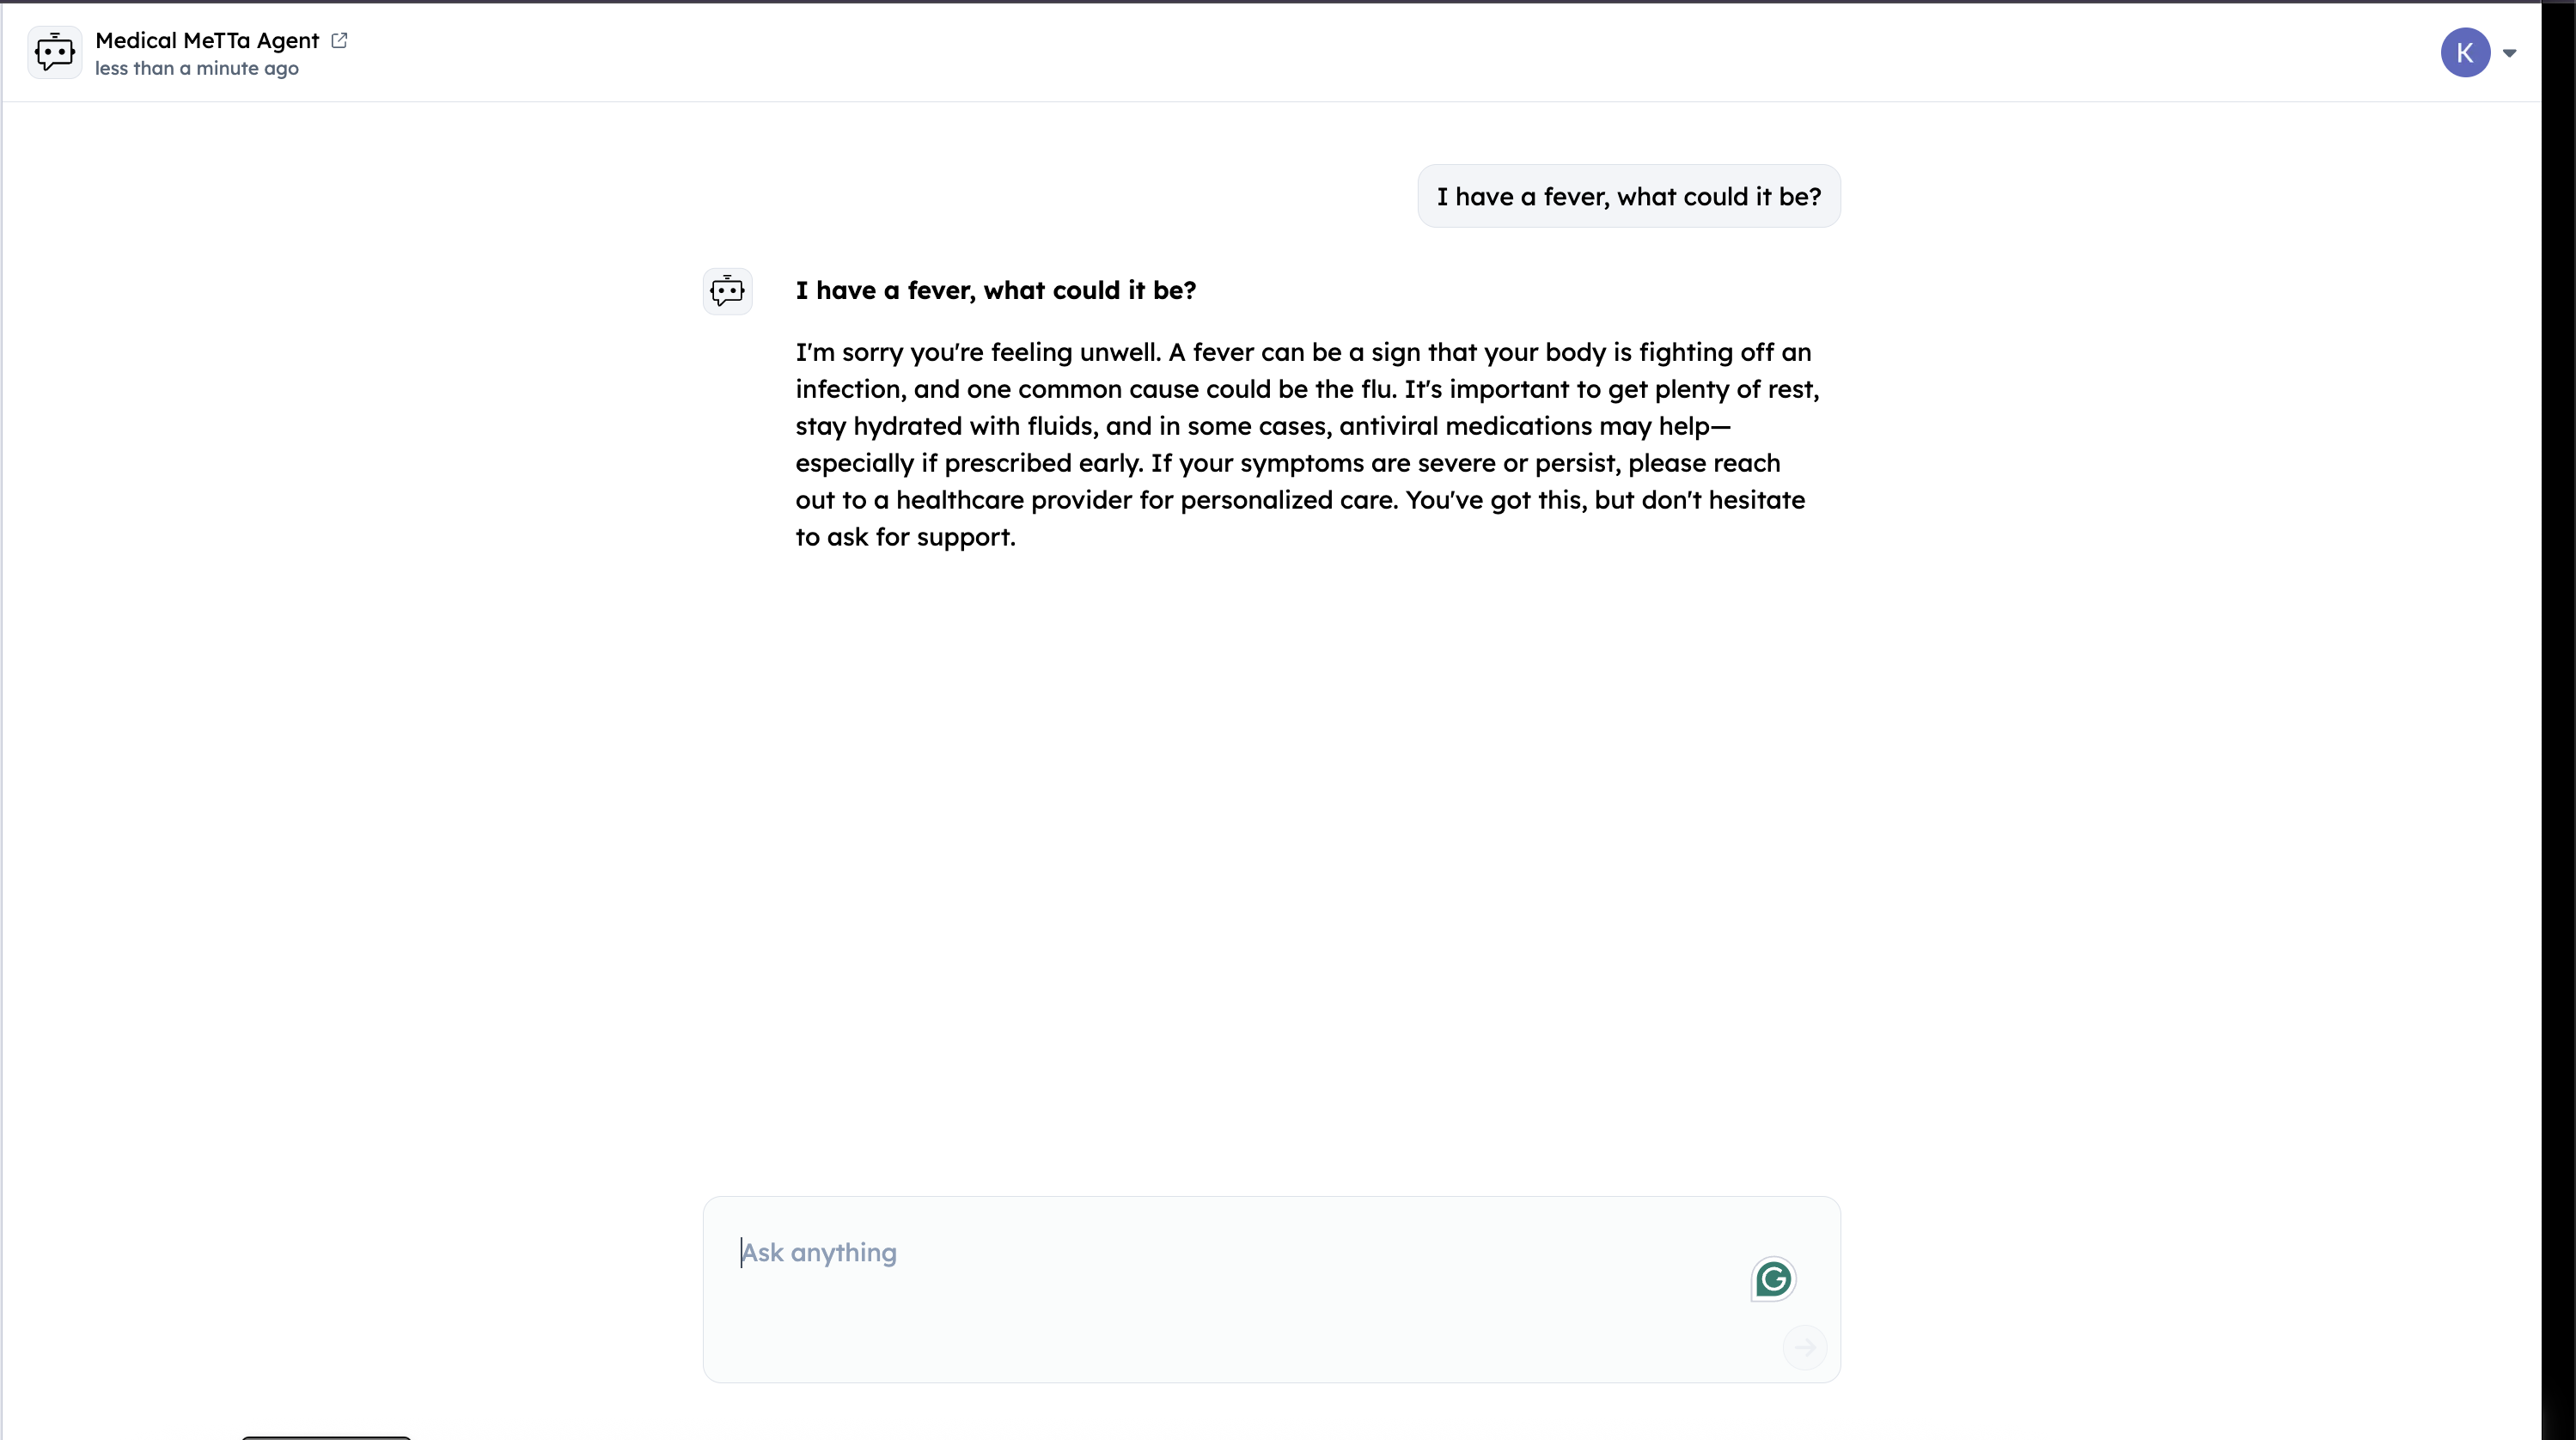 Medical MeTTa Agent
less than a minute ago
K
I have a fever, what could it be?
I have a fever, what could it be?
I'm sorry you're feeling unwell. A fever can be a sign that your body is fighting off an
infection, and one common cause could be the flu. It's important to get plenty of rest,
stay hydrated with fluids, and in some cases, antiviral medications may help—
especially if prescribed early. If your symptoms are severe or persist, please reach
out to a healthcare provider for personalized care. You've got this, but don't hesitate
to ask for support.
Ask anything
G